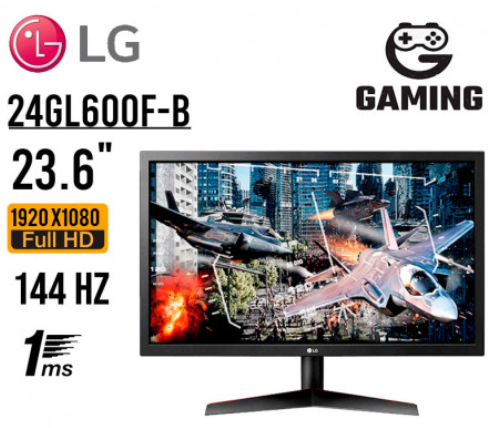 LG
GAMING
24GL600F-B
23.6"
1920 X1080
Full HD
144 HZ
1ms
LG